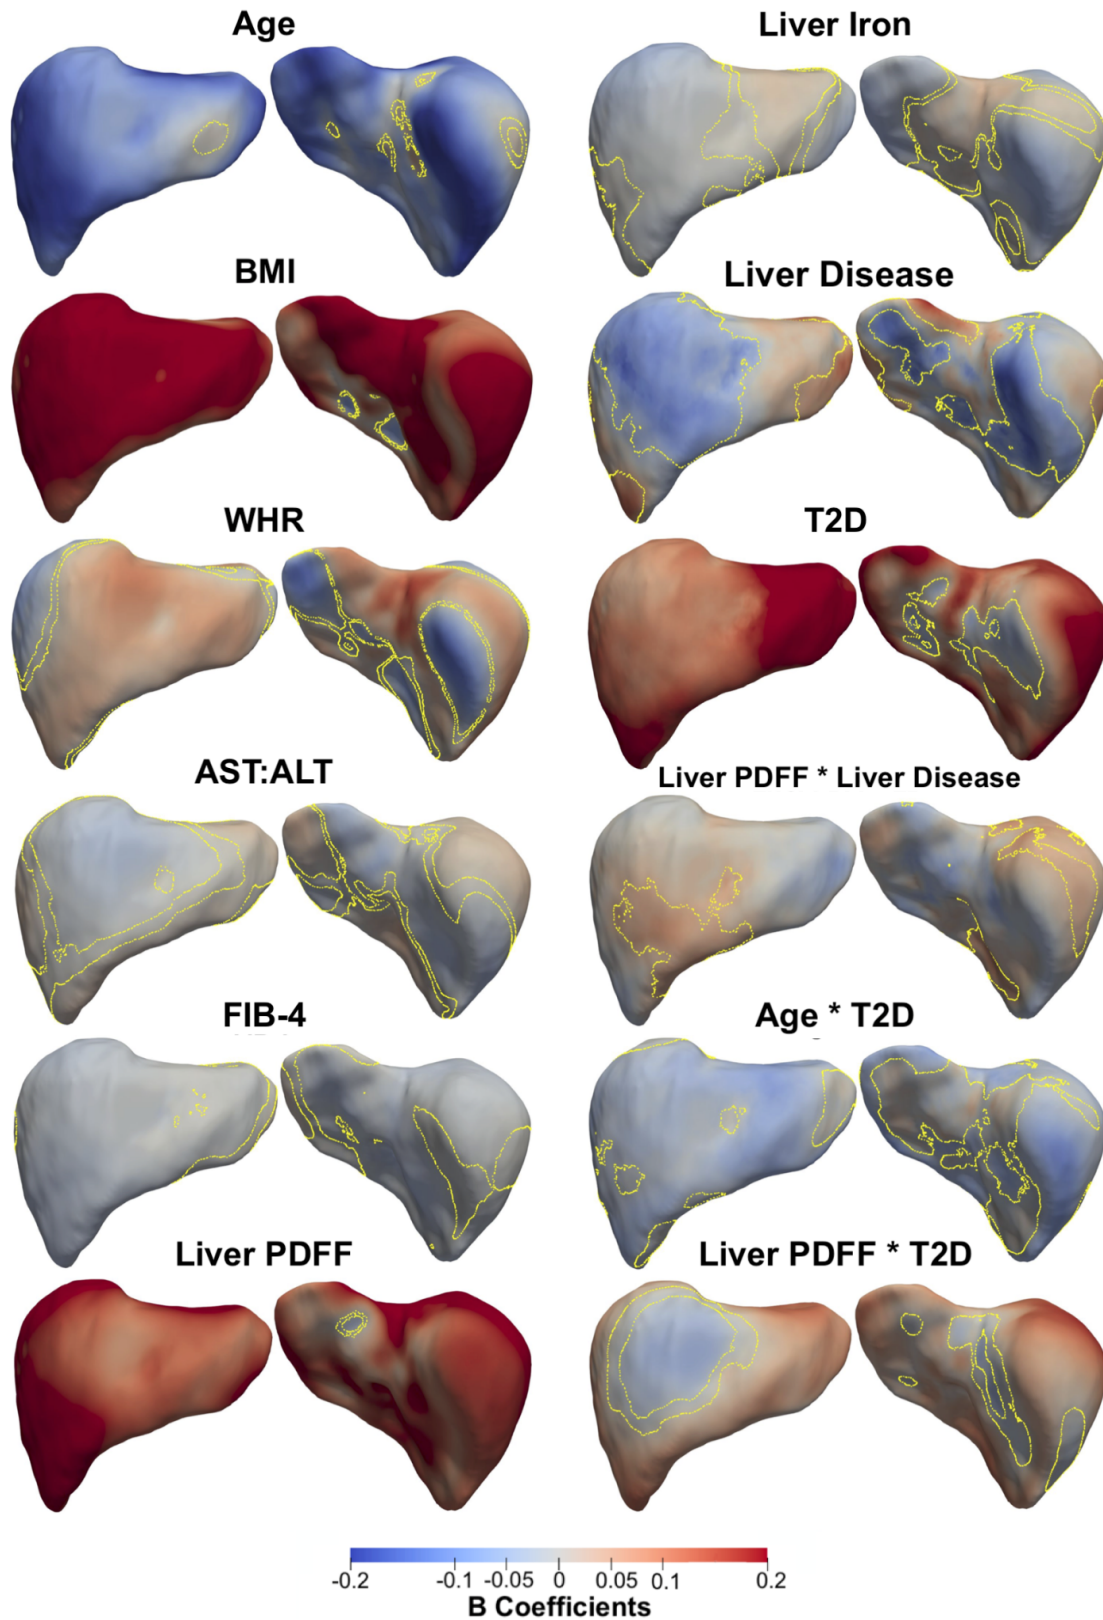 Age
Liver Iron
BMI
Liver Disease
WHR
T2D
AST:ALT
Liver PDFF * Liver Disease
FIB-4
Age * T2D
Liver PDFF
Liver PDFF * T2D
-0.2 -0.1 -0.05 0 0.05 0.1 0.2
B Coefficients